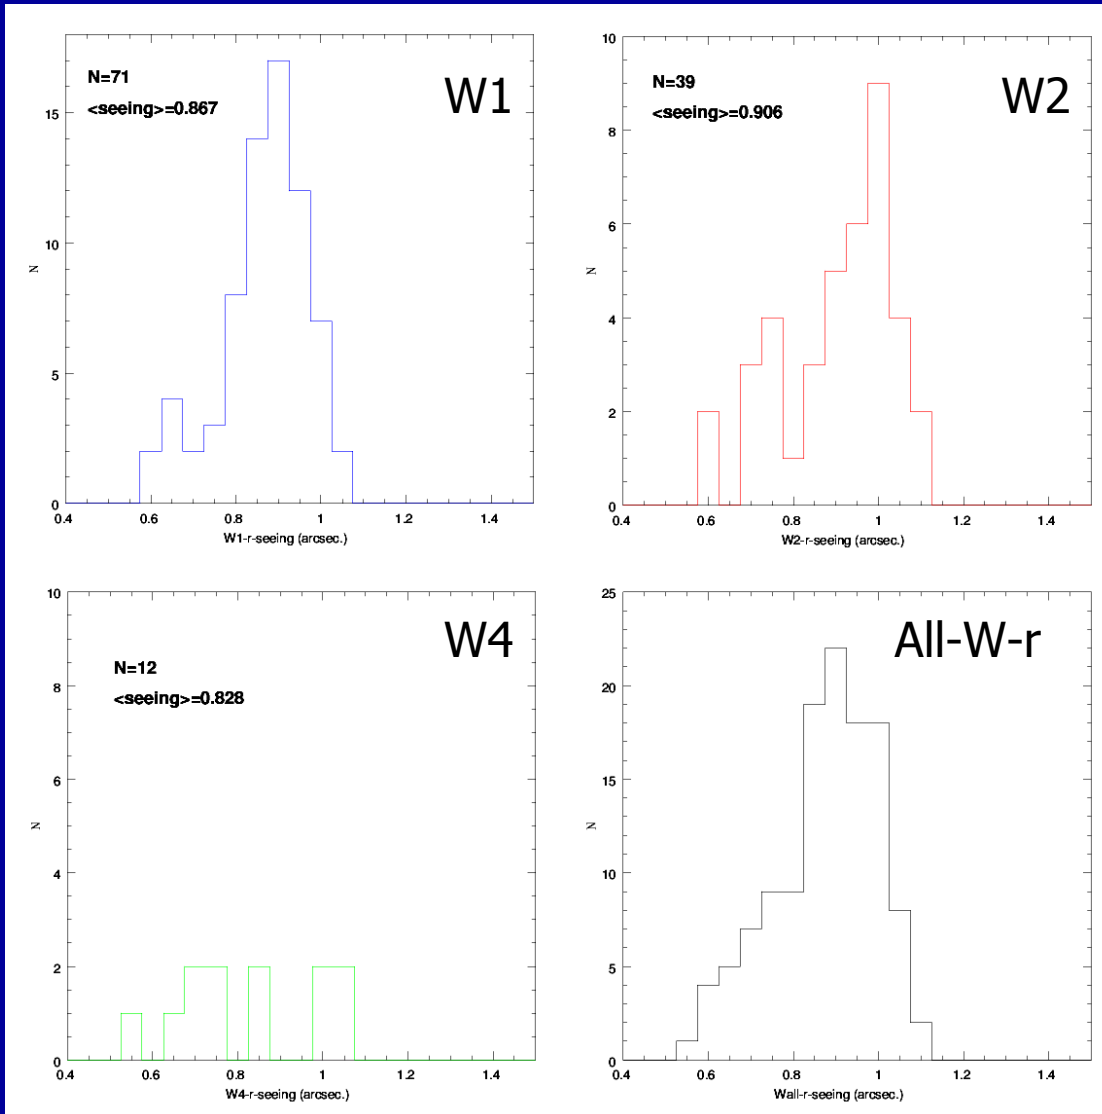 N=71
<seeing>=0.867
W1
15
10
5
0
N
0.4 0.6 0.8 1 1.2 1.4
W1-r-seeing (arcsec.)
N=39
<seeing>=0.906
W2
10
8
6
4
2
0
N
0.4 0.6 0.8 1 1.2 1.4
W2-r-seeing (arcsec.)
N=12
<seeing>=0.828
W4
10
8
6
4
2
0
N
0.4 0.6 0.8 1 1.2 1.4
W4-r-seeing (arcsec.)
All-W-r
25
20
15
10
5
0
N
0.4 0.6 0.8 1 1.2 1.4
Wall-r-seeing (arcsec.)